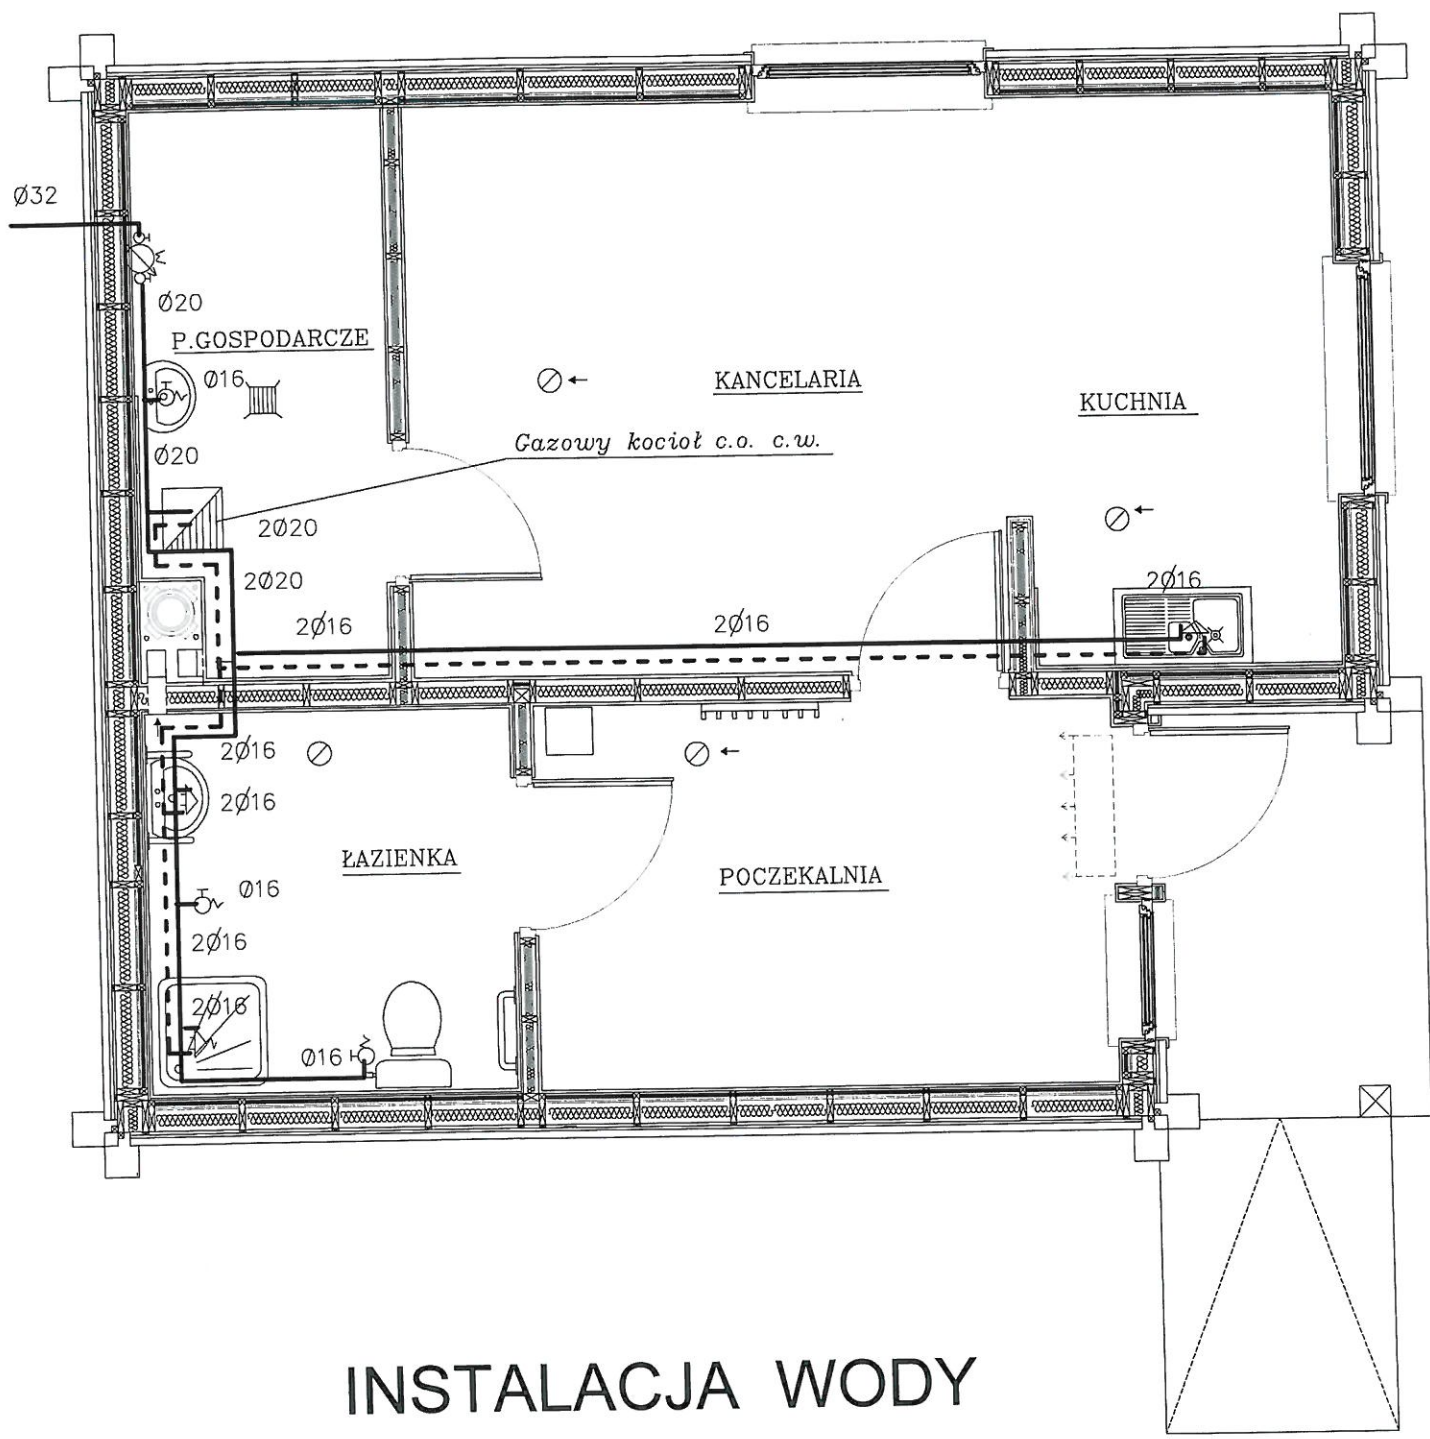 Ø32
Ø20
P.GOSPODARCZE
Ø16
KANCELARIA
KUCHNIA
Gazowy kocioł c.o. c.w.
Ø20
2Ø20
2Ø20
2Ø16
2Ø16
2Ø16
2Ø16
2Ø16
ŁAZIENKA
POCZEKALNIA
Ø16
2Ø16
2Ø16
Ø16
INSTALACJA WODY